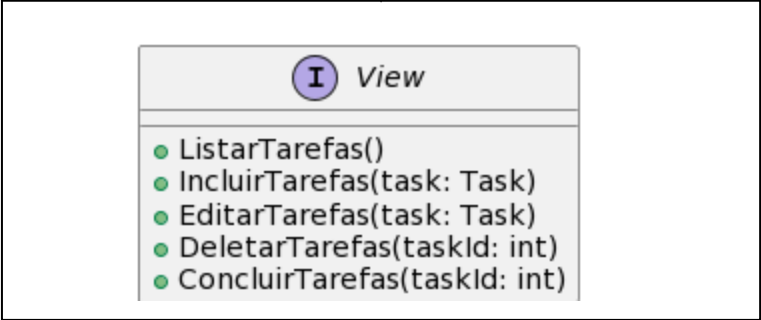 I View
ListarTarefas()
IncluirTarefas(task: Task)
EditarTarefas(task: Task)
DeletarTarefas(taskId: int)
ConcluirTarefas(taskId: int)